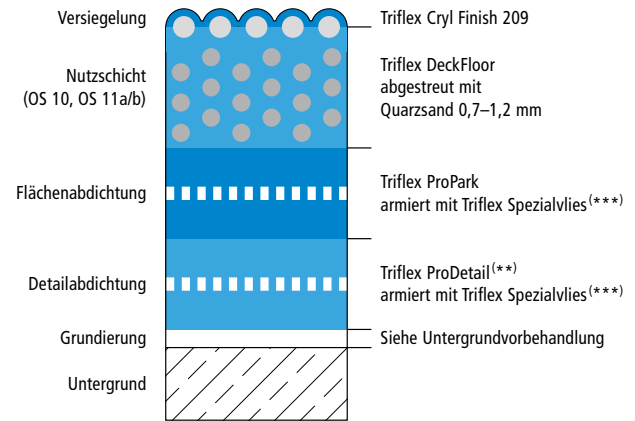 Versiegelung
Triflex Cryl Finish 209
Nutzschicht
(OS 10, OS 11a/b)
Triflex DeckFloor
abgestreut mit
Quarzsand 0,7–1,2 mm
Flächenabdichtung
Triflex ProPark
armiert mit Triflex Spezialvlies(***)
Detailabdichtung
Triflex ProDetail(**)
armiert mit Triflex Spezialvlies(***)
Grundierung
Siehe Untergrundvorbehandlung
Untergrund